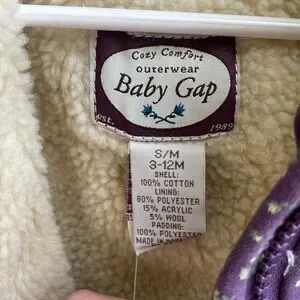 Cozy Comfort
outerwear
Baby Gap
est. 1989
S/M
3-12M
SHELL:
100% COTTON
LINING:
80% POLYESTER
15% ACRYLIC
5% WOOL
PADDING:
100% POLYESTER
MADE IN